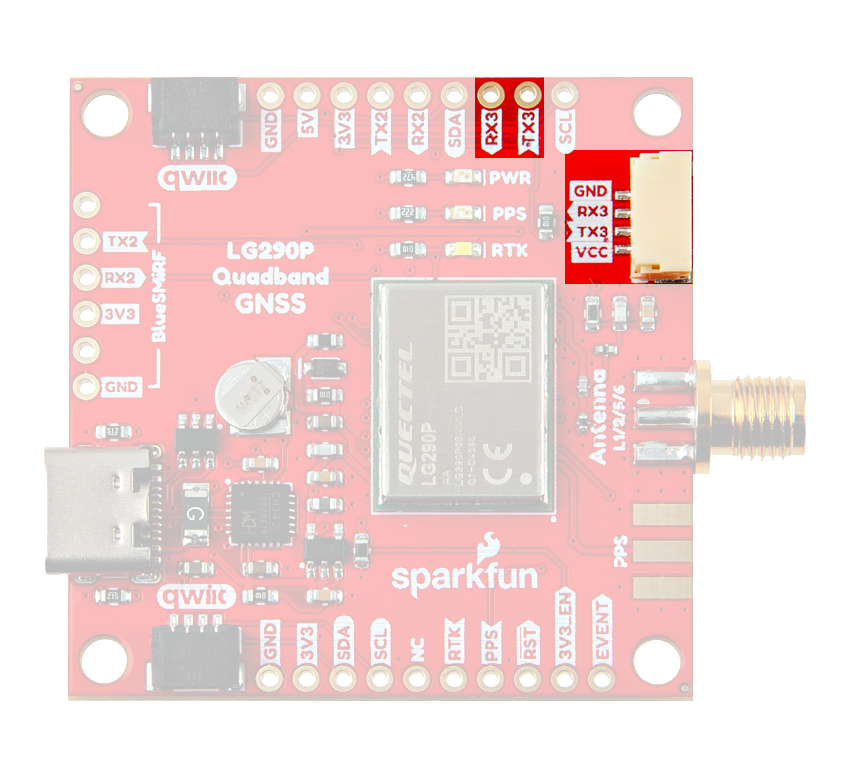 GND
5V
3V3
TX2
RX2
SDA
RX3
TX3
SCL
qwiic
PWR
PPS
RTK
GND
RX3
TX3
VCC
TX2
RX2
3V3
GND
BlueSMiRF
LG290P
Quadband
GNSS
QUECTEL
LG290P
AA
CE
Antenna
L1/2/5/6
PPS
G
sparkfun
qwiic
GND
3V3
SDA
SCL
NC
RTK
PPS
RST
3V3_EN
EVENT